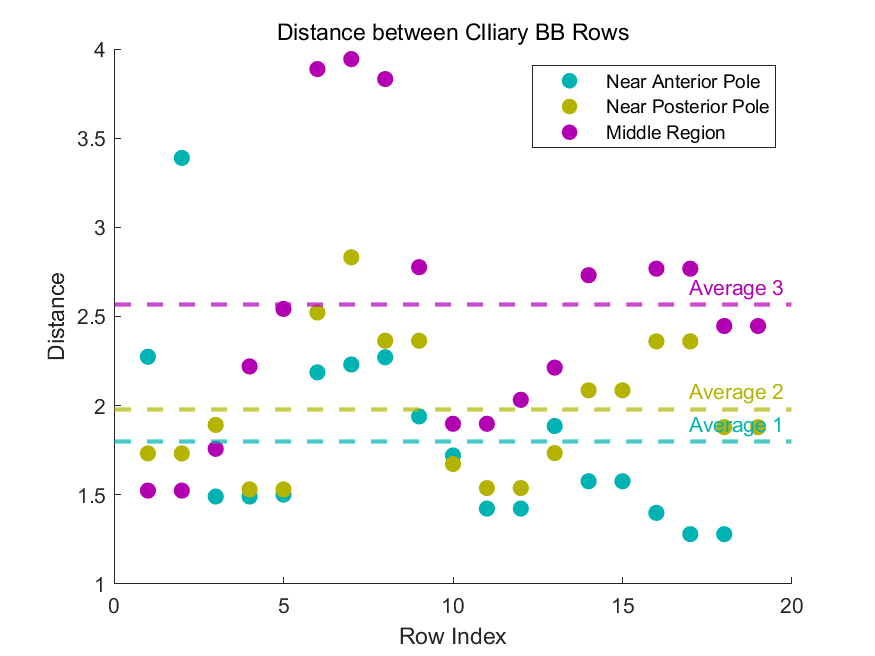 Distance between CIliary BB Rows
4
3.5
3
2.5
2
1.5
1
Distance
Near Anterior Pole
Near Posterior Pole
Middle Region
Average 3
Average 2
Average 1
0
5
10
15
20
Row Index